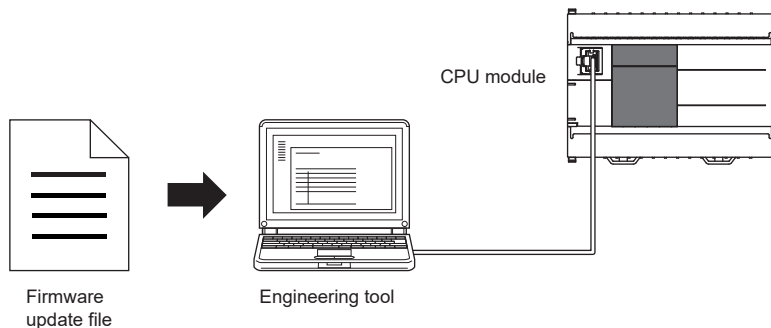 CPU module
Firmware
update file
Engineering tool